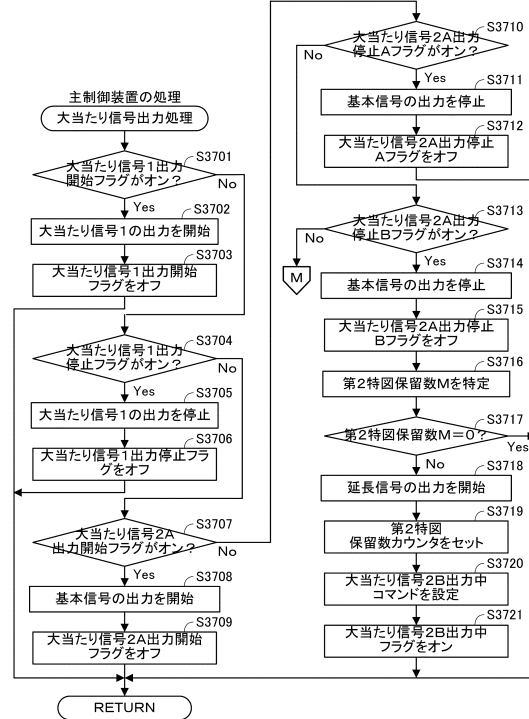 主制御装置の処理
大当たり信号出力処理
S3701
大当たり信号1出力
開始フラグがオン？
No
Yes
S3702
大当たり信号1の出力を開始
S3703
大当たり信号1出力開始
フラグをオフ
S3704
大当たり信号1出力
停止フラグがオン？
No
Yes
S3705
大当たり信号1の出力を停止
S3706
大当たり信号1出力停止フラ
グをオフ
S3707
大当たり信号2A
出力開始フラグがオン？
No
Yes
S3708
基本信号の出力を開始
S3709
大当たり信号2A出力開始
フラグをオフ
RETURN
S3710
大当たり信号2A出力
停止Aフラグがオン？
No
Yes
S3711
基本信号の出力を停止
S3712
大当たり信号2A出力停止
Aフラグをオフ
S3713
大当たり信号2A出力
停止Bフラグがオン？
No
M
Yes
S3714
基本信号の出力を停止
S3715
大当たり信号2A出力停止
Bフラグをオフ
S3716
第2特図保留数Mを特定
S3717
第2特図保留数M＝0？
Yes
No
S3718
延長信号の出力を開始
S3719
第2特図
保留数カウンタをセット
S3720
大当たり信号2B出力中
コマンドを設定
S3721
大当たり信号2B出力中
フラグをオン